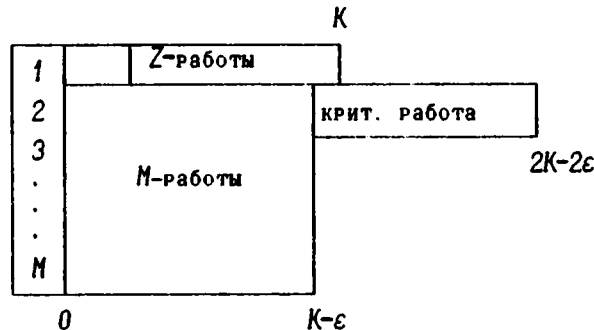 K
1 Z-работы
2 крит. работа
3
2K-2ε
. M-работы
.
.
M
0 K-ε